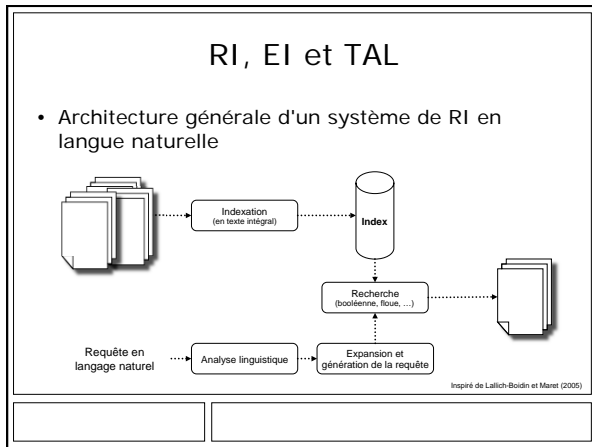 RI, EI et TAL
• Architecture générale d'un système de RI en
langue naturelle
Indexation
(en texte intégral)
Index
Recherche
(booléenne, floue, ...)
Requête en
langage naturel
Analyse linguistique
Expansion et
génération de la requête
Inspiré de Lallich-Boidin et Maret (2005)